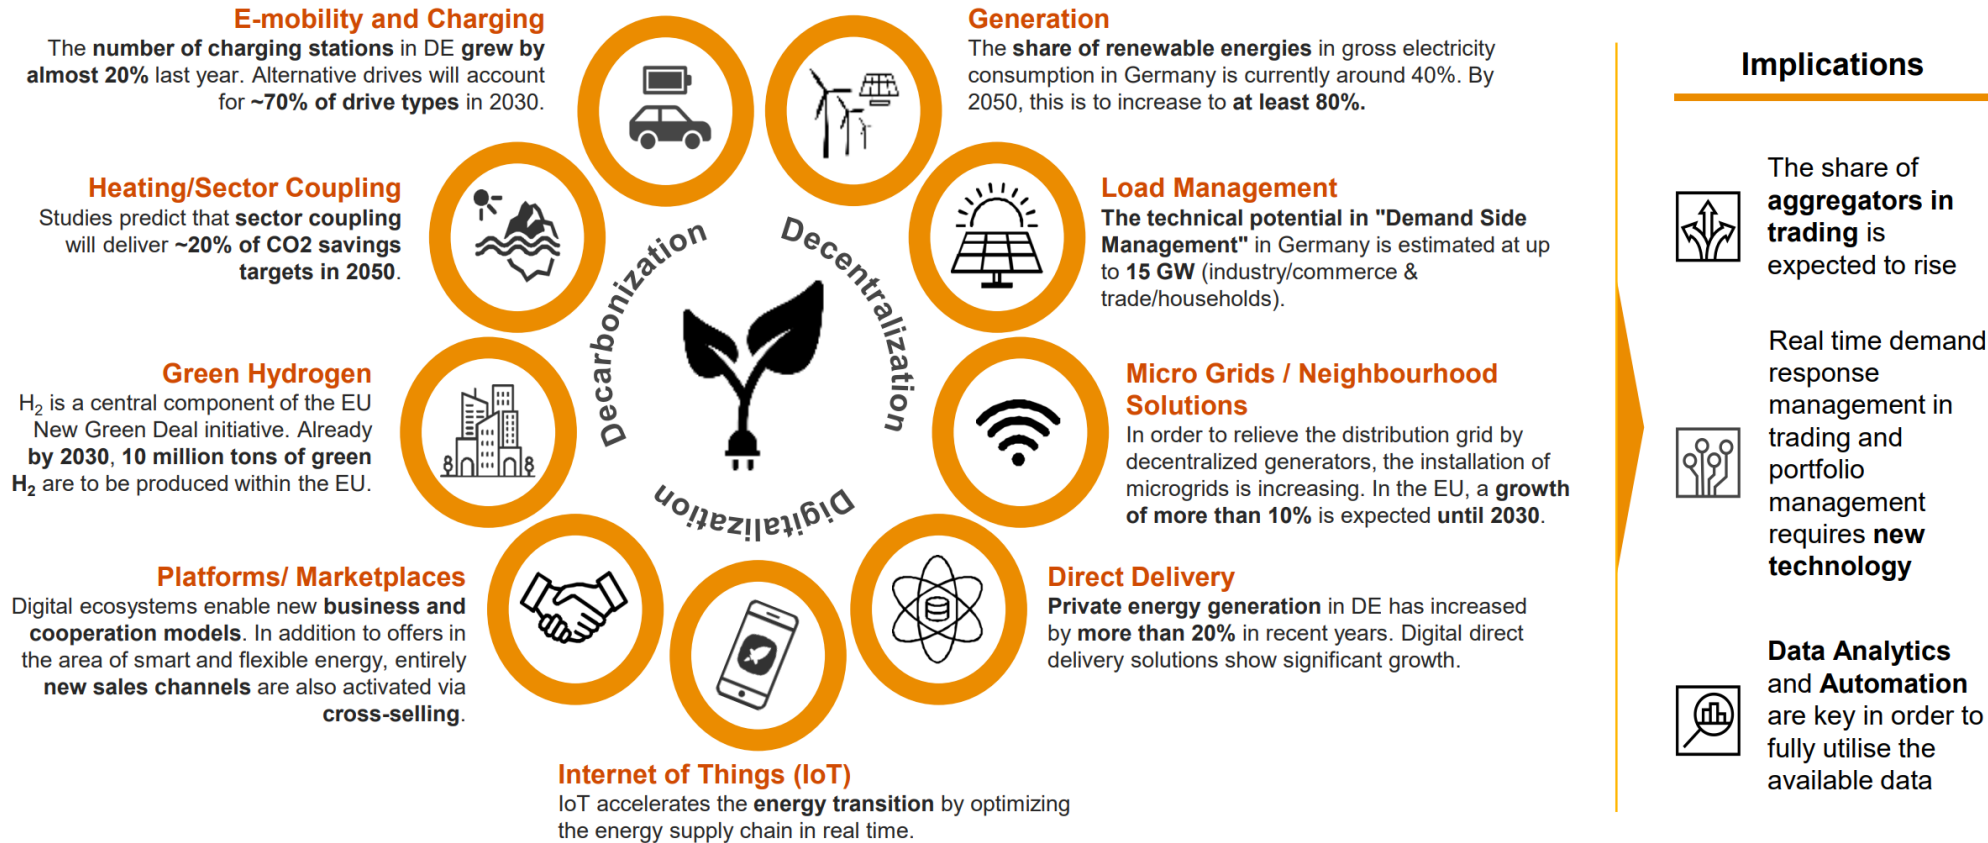 E-mobility and Charging
The number of charging stations in DE grew by
almost 20% last year. Alternative drives will account
for ~70% of drive types in 2030.
Generation
The share of renewable energies in gross electricity
consumption in Germany is currently around 40%. By
2050, this is to increase to at least 80%.
Heating/Sector Coupling
Studies predict that sector coupling
will deliver ~20% of CO2 savings
targets in 2050.
Load Management
The technical potential in "Demand Side
Management" in Germany is estimated at up
to 15 GW (industry/commerce &
trade/households).
Green Hydrogen
H₂ is a central component of the EU
New Green Deal initiative. Already
by 2030, 10 million tons of green
H₂ are to be produced within the EU.
Micro Grids / Neighbourhood
Solutions
In order to relieve the distribution grid by
decentralized generators, the installation of
microgrids is increasing. In the EU, a growth
of more than 10% is expected until 2030.
Platforms/ Marketplaces
Digital ecosystems enable new business and
cooperation models. In addition to offers in
the area of smart and flexible energy, entirely
new sales channels are also activated via
cross-selling.
Direct Delivery
Private energy generation in DE has increased
by more than 20% in recent years. Digital direct
delivery solutions show significant growth.
Internet of Things (IoT)
IoT accelerates the energy transition by optimizing
the energy supply chain in real time.
Decarbonization
Decentralization
Digitalization
Implications
The share of
aggregators in
trading is
expected to rise
Real time demand
response
management in
trading and
portfolio
management
requires new
technology
Data Analytics
and Automation
are key in order to
fully utilise the
available data